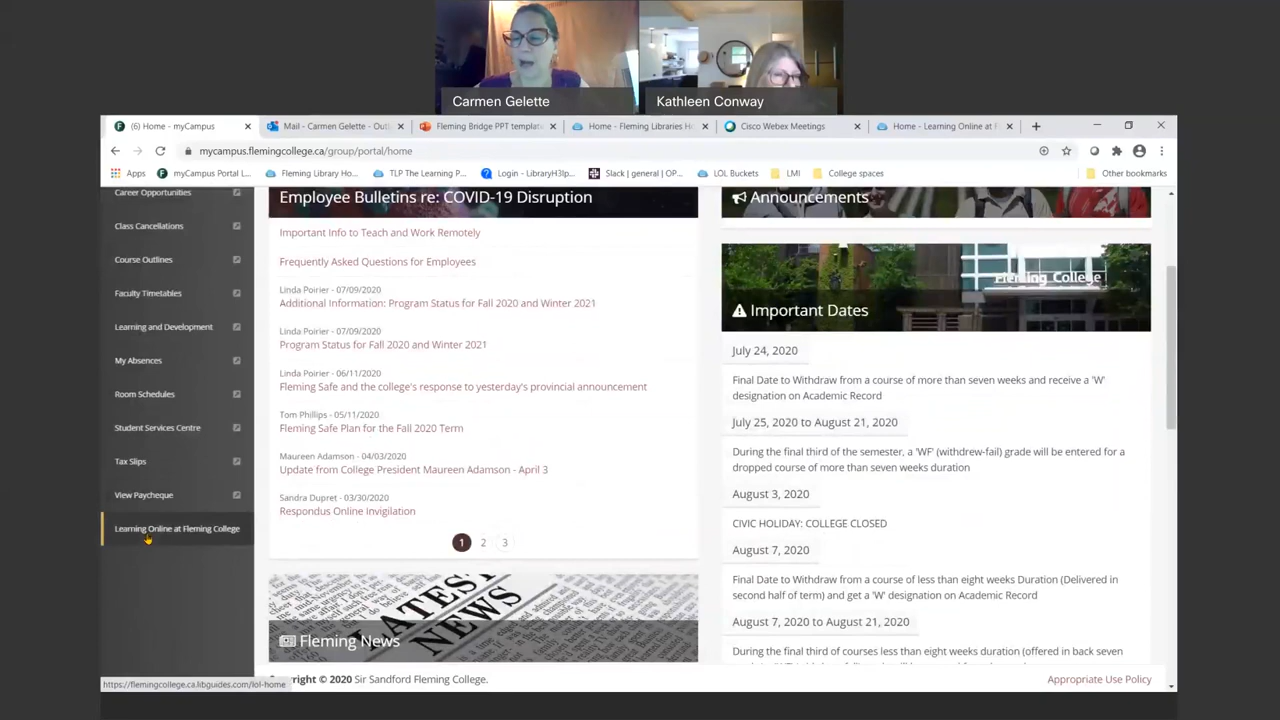 Carmen Gelette
Kathleen Conway
(6) Home - myCampus
Mail - Carmen Gelette - Outl
Fleming Bridge PPT templat
Home - Fleming Libraries H
Cisco Webex Meetings
Home - Learning Online at F
mycampus.flemingcollege.ca/group/portal/home
Apps
myCampus Portal L...
Fleming Library Ho...
TLP The Learning P...
Login - LibraryH3lp...
Slack | general | OP...
LOL Buckets
LMI
College spaces
Other bookmarks
Career Opportunities
Class Cancellations
Course Outlines
Faculty Timetables
Learning and Development
My Absences
Room Schedules
Student Services Centre
Tax Slips
View Paycheque
Learning Online at Fleming College
Employee Bulletins re: COVID-19 Disruption
Important Info to Teach and Work Remotely
Frequently Asked Questions for Employees
Linda Poirier - 07/09/2020
Additional Information: Program Status for Fall 2020 and Winter 2021
Linda Poirier - 07/09/2020
Program Status for Fall 2020 and Winter 2021
Linda Poirier - 06/11/2020
Fleming Safe and the college's response to yesterday's provincial announcement
Tom Phillips - 05/11/2020
Fleming Safe Plan for the Fall 2020 Term
Maureen Adamson - 04/03/2020
Update from College President Maureen Adamson - April 3
Sandra Dupret - 03/30/2020
Respondus Online Invigilation
1 2 3
LATEST
NEWS
Fleming News
Announcements
Fleming College
Important Dates
July 24, 2020
Final Date to Withdraw from a course of more than seven weeks and receive a 'W'
designation on Academic Record
July 25, 2020 to August 21, 2020
During the final third of the semester, a 'WF' (withdrew-fail) grade will be entered for a
dropped course of more than seven weeks duration
August 3, 2020
CIVIC HOLIDAY: COLLEGE CLOSED
August 7, 2020
Final Date to Withdraw from a course of less than eight weeks Duration (Delivered in
second half of term) and get a 'W' designation on Academic Record
August 7, 2020 to August 21, 2020
During the final third of courses less than eight weeks duration (offered in back seven
https://flemingcollege.ca.libguides.com/lol-home
Copyright © 2020 Sir Sandford Fleming College.
Appropriate Use Policy